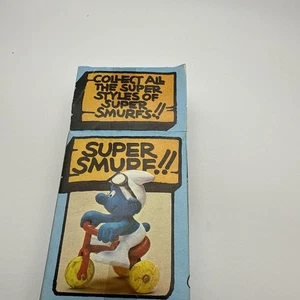 COLLECT ALL
THE SUPER
STYLES OF
SUPER
SMURFS!!
SUPER
SMURF!!